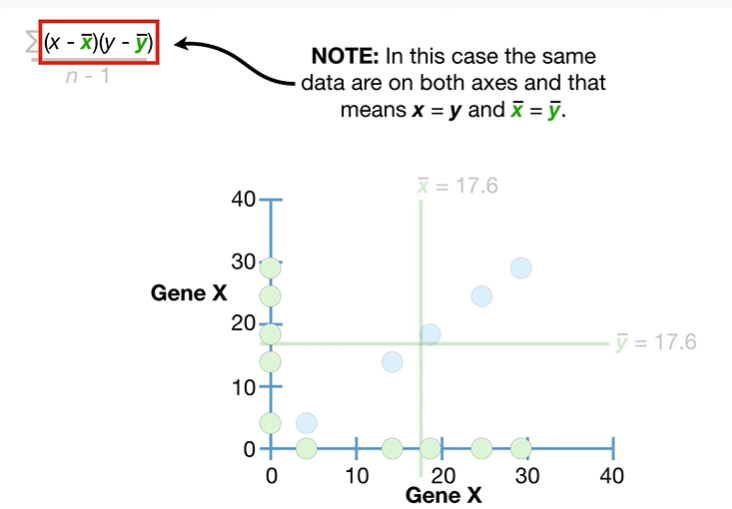 Σ(x - x̄)(y - ȳ)
n - 1
NOTE: In this case the same
data are on both axes and that
means x = y and x̄ = ȳ.
x̄ = 17.6
40
30
Gene X
20
ȳ = 17.6
10
0
0 10 20 30 40
Gene X